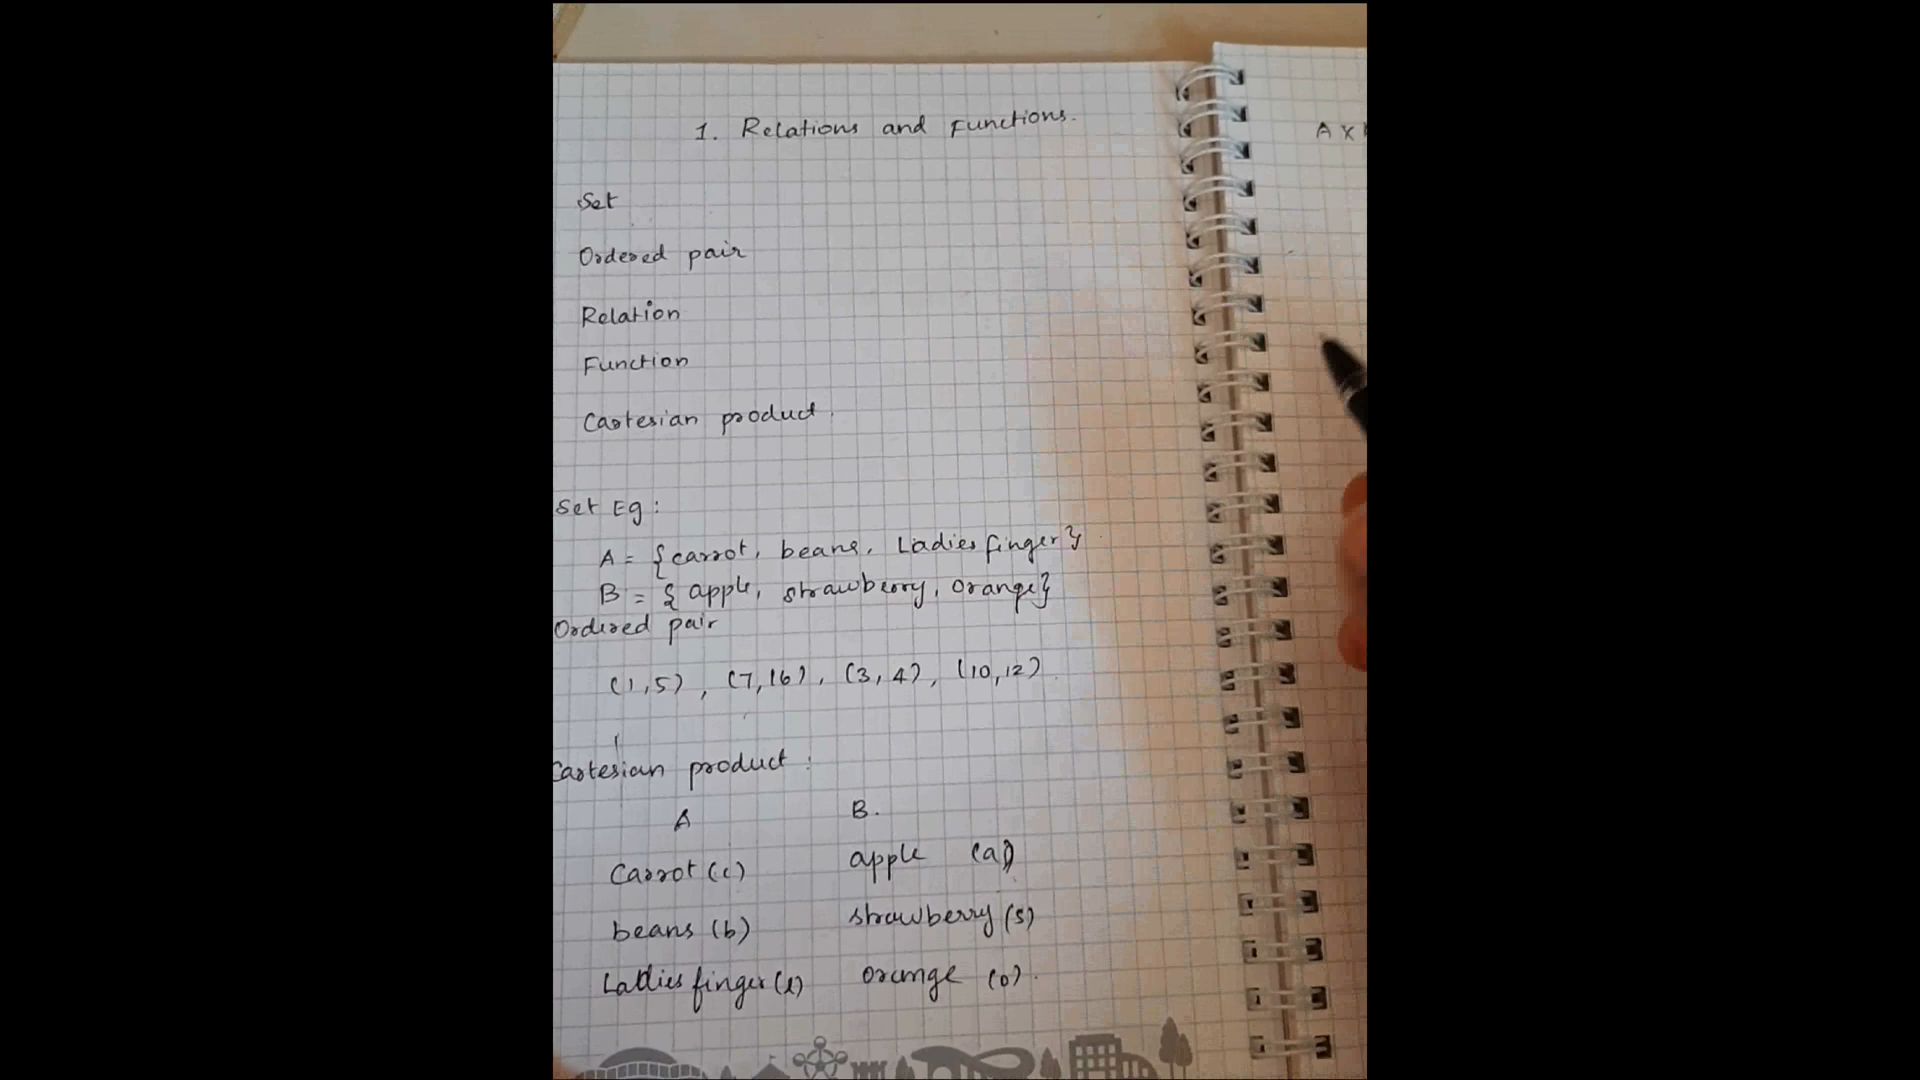 1. Relations and Functions.
Set
Ordered pair
Relation
Function
Cartesian product.
Set Eg:
A = {carrot, beans, Ladies finger}
B = {apple, strawberry, orange}
Ordered pair
(1,5), (7,16), (3,4), (10,12)
Cartesian product :
A B.
Carrot (c) apple (a)
beans (b) strawberry (s)
Ladies finger (l) orange (o).
A X